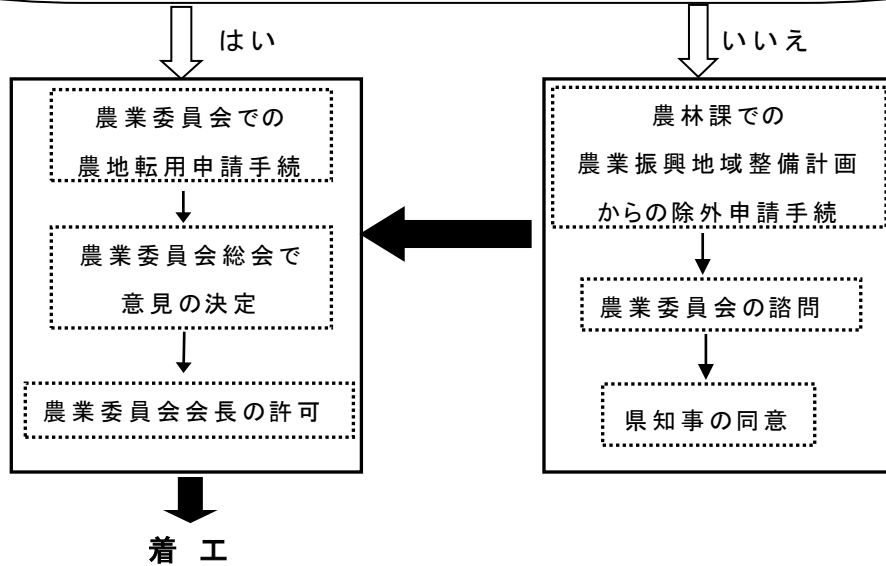 はい
いいえ
農業委員会での
農地転用申請手続
農業委員会総会で
意見の決定
農業委員会会長の許可
農林課での
農業振興地域整備計画
からの除外申請手続
農業委員会の諮問
県知事の同意
着 工